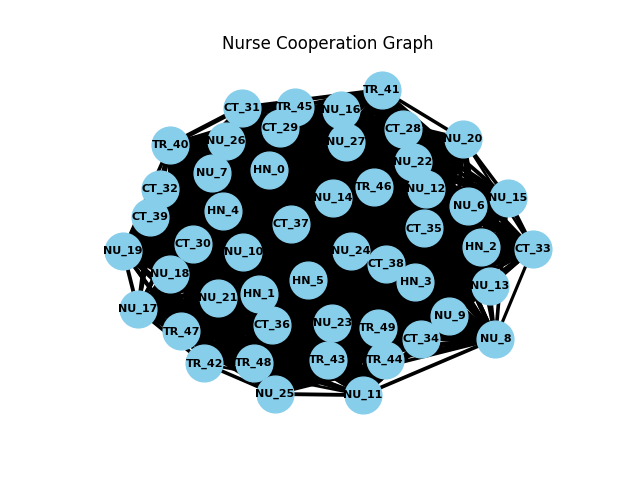 Nurse Cooperation Graph
TR_41
CT_31
TR_45
NU_16
CT_29
CT_28
NU_20
TR_40
NU_26
NU_27
NU_22
HN_0
NU_7
TR_46
CT_32
NU_12
NU_14
NU_15
NU_6
HN_4
CT_39
CT_37
CT_35
CT_30
HN_2
CT_33
NU_19
NU_10
NU_24
CT_38
NU_18
HN_5
HN_3
NU_13
HN_1
NU_21
NU_17
NU_9
CT_36
NU_23
TR_49
TR_47
CT_34
NU_8
TR_43
TR_44
TR_42
TR_48
NU_25
NU_11